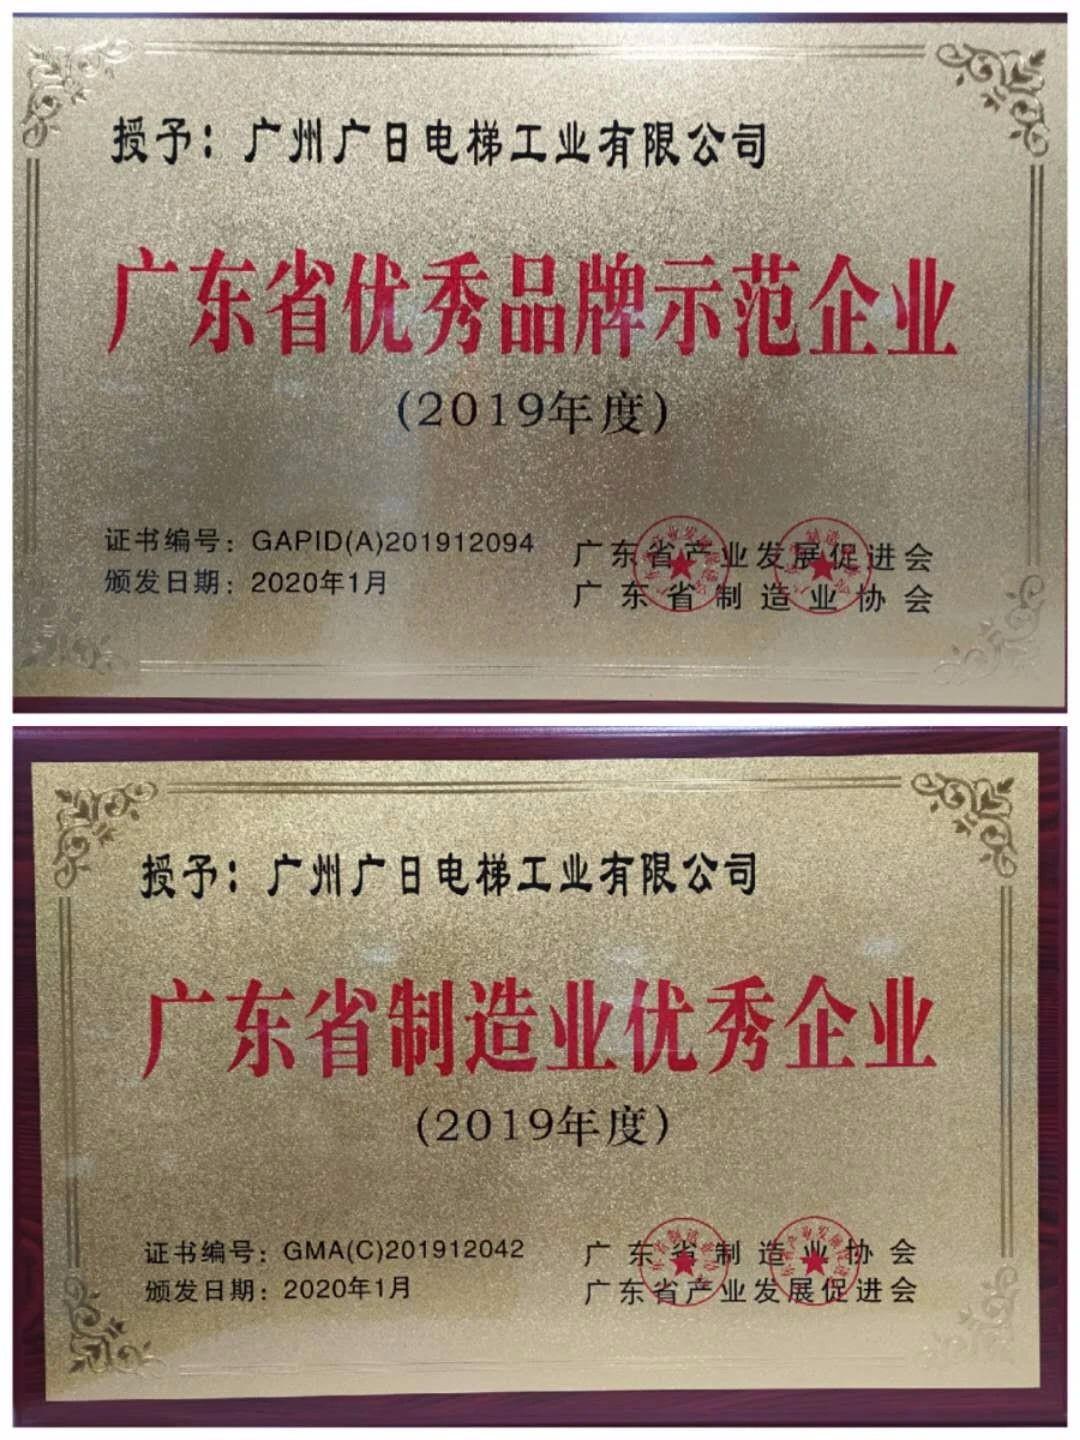 授予：广州广日电梯工业有限公司
广东省优秀品牌示范企业
(2019年度)
证书编号：GAPID(A)201912094
颁发日期：2020年1月
广东省产业发展促进会
广东省制造业协会
授予：广州广日电梯工业有限公司
广东省制造业优秀企业
(2019年度)
证书编号：GMA(C)201912042
颁发日期：2020年1月
广东省制造业协会
广东省产业发展促进会